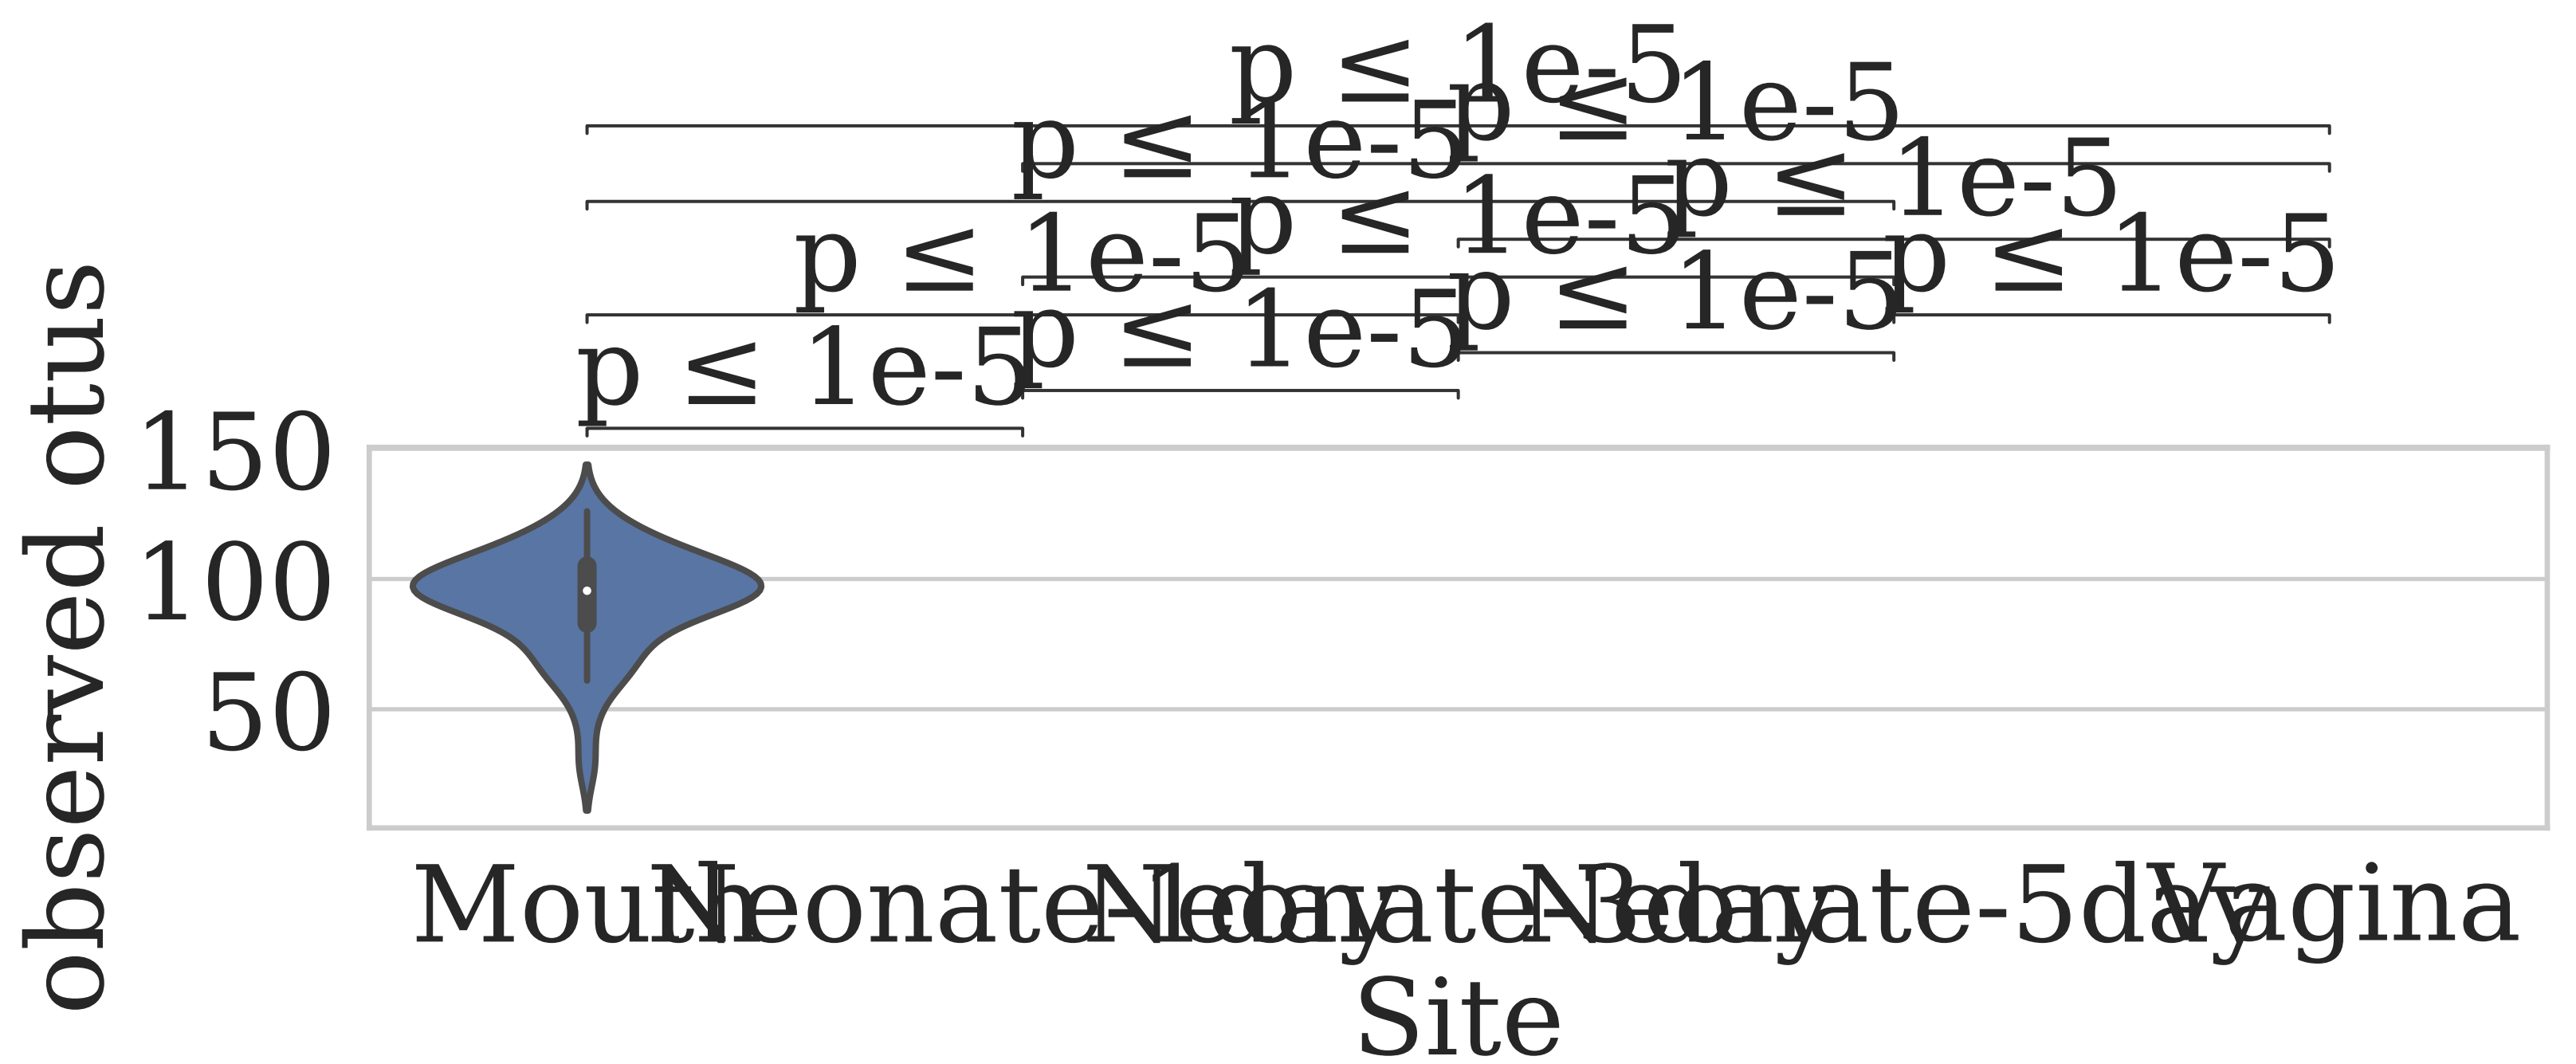 p ≤ 1e-5
p ≤ 1e-5
p ≤ 1e-5
p ≤ 1e-5
p ≤ 1e-5
p ≤ 1e-5
p ≤ 1e-5
p ≤ 1e-5
p ≤ 1e-5
p ≤ 1e-5
observed otus
150
100
50
Mouth
Neonate-1day
Neonate-3day
Neonate-5day
Vagina
Site